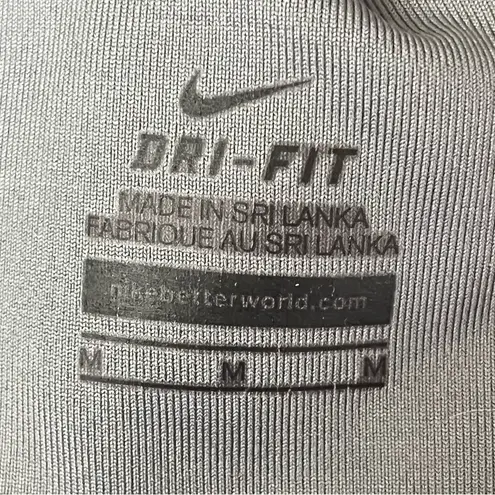 DRI-FIT
MADE IN SRI LANKA
FABRIQUE AU SRI LANKA
nikebetterworld.com
M M M